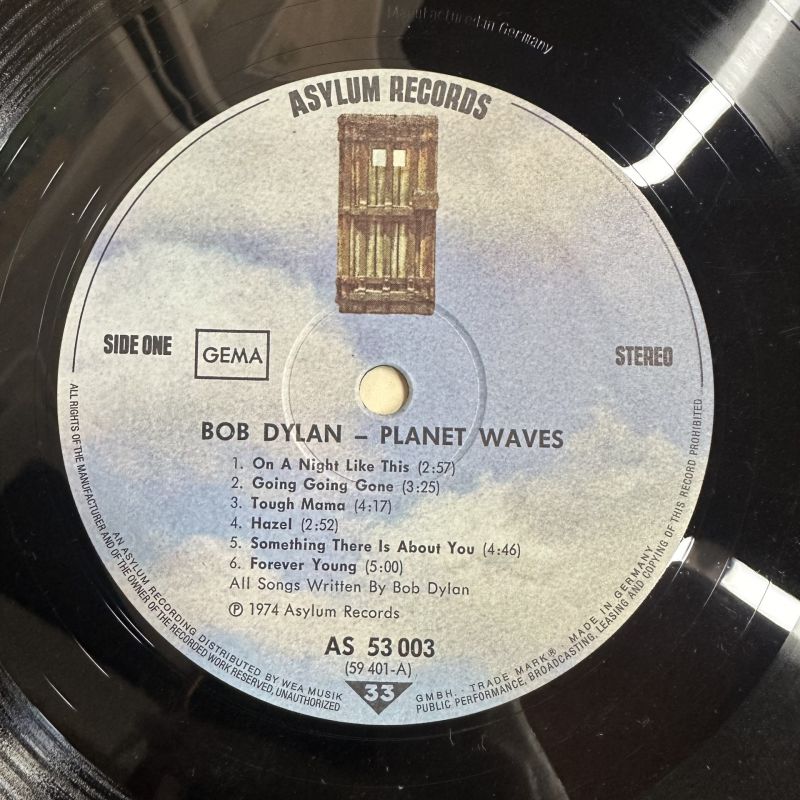 Manufactured in Germany
ASYLUM RECORDS
SIDE ONE
GEMA
STEREO
BOB DYLAN – PLANET WAVES
1. On A Night Like This (2:57)
2. Going Going Gone (3:25)
3. Tough Mama (4:17)
4. Hazel (2:52)
5. Something There Is About You (4:46)
6. Forever Young (5:00)
All Songs Written By Bob Dylan
℗ 1974 Asylum Records
AS 53 003
(59 401-A)
33
AN ASYLUM RECORDING DISTRIBUTED BY WEA MUSIK GMBH. · TRADE MARK® · MADE IN GERMANY
ALL RIGHTS OF THE MANUFACTURER AND OF THE OWNER OF THE RECORDED WORK RESERVED, UNAUTHORIZED PUBLIC PERFORMANCE, BROADCASTING, LEASING AND COPYING OF THIS RECORD PROHIBITED